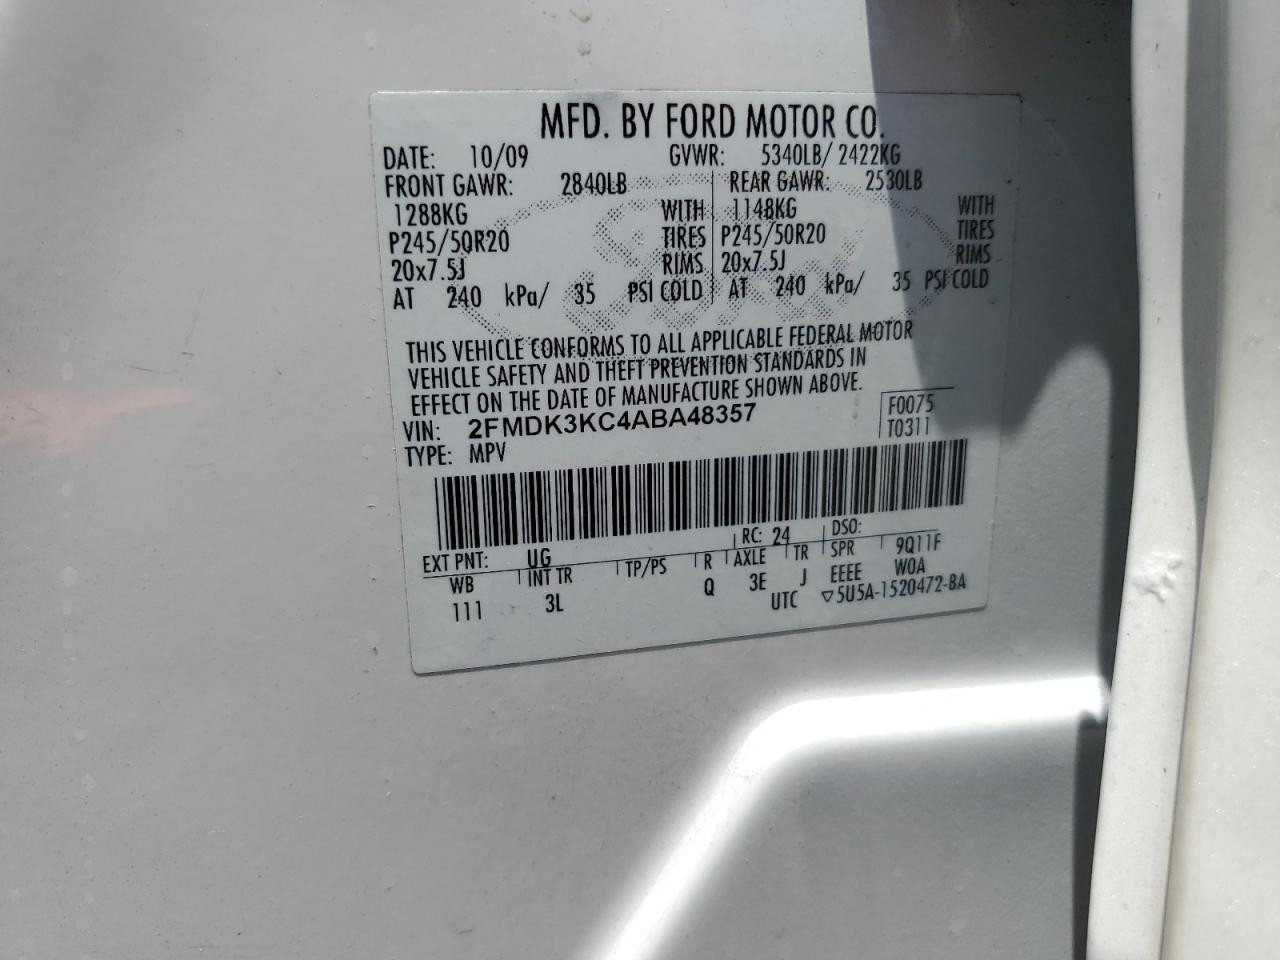 MFD. BY FORD MOTOR CO.
DATE: 10/09 GVWR: 5340LB/ 2422KG
FRONT GAWR: 2840LB REAR GAWR: 2530LB
1288KG WITH 1148KG WITH
P245/50R20 TIRES P245/50R20 TIRES
20x7.5J RIMS 20x7.5J RIMS
AT 240 kPa/ 35 PSI COLD AT 240 kPa/ 35 PSI COLD
THIS VEHICLE CONFORMS TO ALL APPLICABLE FEDERAL MOTOR
VEHICLE SAFETY AND THEFT PREVENTION STANDARDS IN
EFFECT ON THE DATE OF MANUFACTURE SHOWN ABOVE.
VIN: 2FMDK3KC4ABA48357 F0075
TYPE: MPV T0311
EXT PNT: UG RC: 24 DSO:
WB INT TR TP/PS R AXLE TR SPR 9Q11F
111 3L Q 3E J EEEE WOA
UTC ▽5U5A-1520472-BA